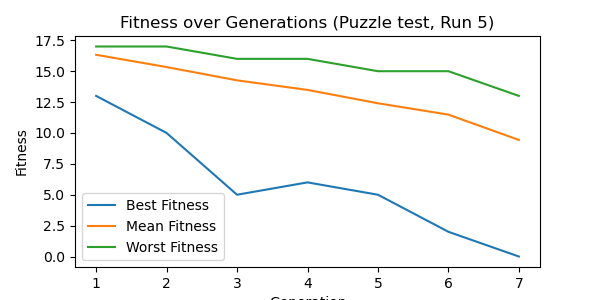 Fitness over Generations (Puzzle test, Run 5)
17.5
15.0
12.5
10.0
7.5
5.0
2.5
0.0
Fitness
Best Fitness
Mean Fitness
Worst Fitness
1 2 3 4 5 6 7
Generation